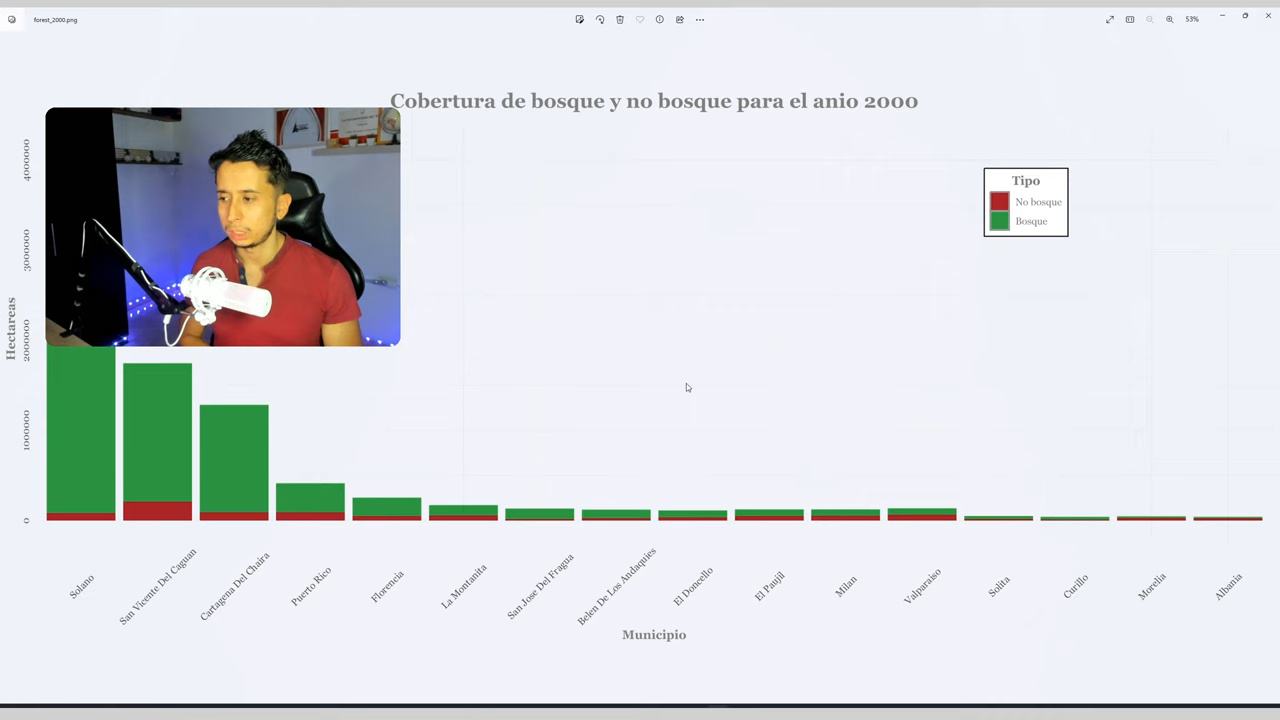 forest_2000.png
53%
Cobertura de bosque y no bosque para el anio 2000
Tipo
No bosque
Bosque
Hectareas
4000000
3000000
2000000
1000000
0
Solano
San Vicente Del Caguan
Cartagena Del Chaira
Puerto Rico
Florencia
La Montanita
San Jose Del Fragua
Belen De Los Andaquies
El Doncello
El Paujil
Milan
Valparaiso
Solita
Curillo
Morelia
Albania
Municipio